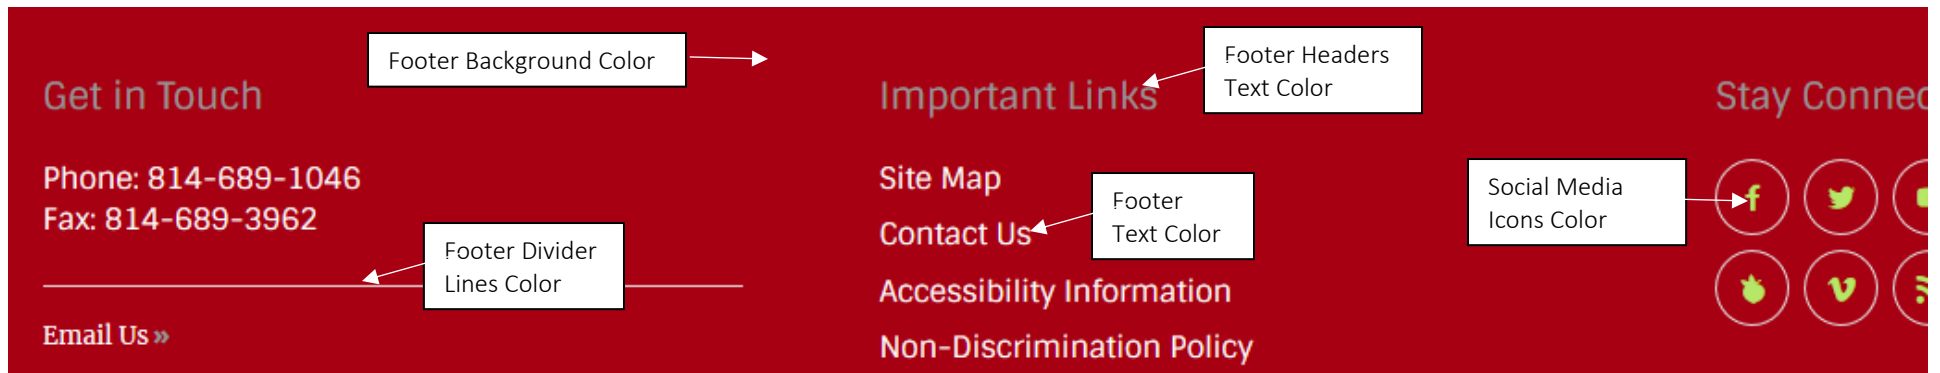 Footer Background Color
Get in Touch
Phone: 814-689-1046
Fax: 814-689-3962
Footer Divider
Lines Color
Email Us »
Footer Headers
Text Color
Important Links
Site Map
Contact Us
Footer
Text Color
Accessibility Information
Non-Discrimination Policy
Stay Connec
Social Media
Icons Color